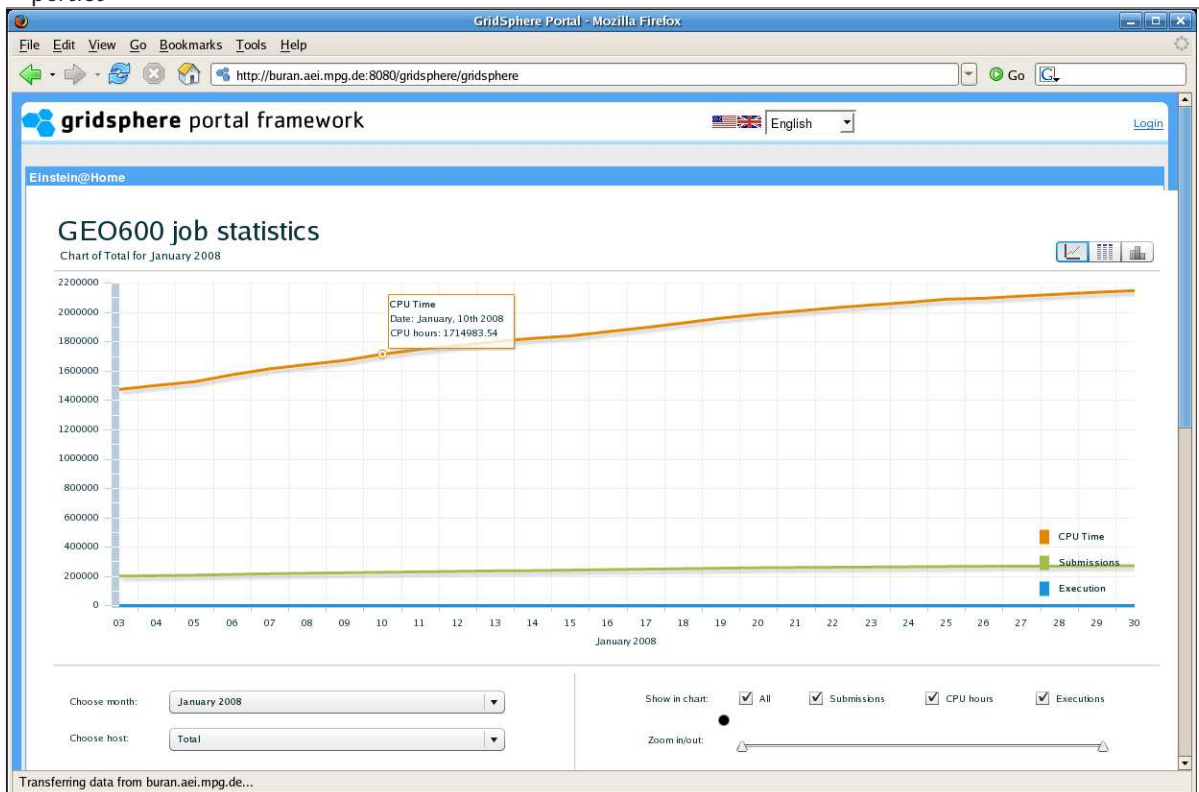 portlet
GridSphere Portal - Mozilla Firefox
File Edit View Go Bookmarks Tools Help
http://buran.aei.mpg.de:8080/gridsphere/gridsphere Go
gridsphere portal framework English Login
Einstein@Home
GEO600 job statistics
Chart of Total for January 2008
2200000
2000000
1800000
1600000
1400000
1200000
1000000
800000
600000
400000
200000
0
CPU Time
Date: January, 10th 2008
CPU hours: 1714983.54
CPU Time
Submissions
Execution
03 04 05 06 07 08 09 10 11 12 13 14 15 16 17 18 19 20 21 22 23 24 25 26 27 28 29 30
January 2008
Choose month: January 2008
Choose host: Total
Show in chart: All Submissions CPU hours Executions
Zoom in/out:
Transferring data from buran.aei.mpg.de...